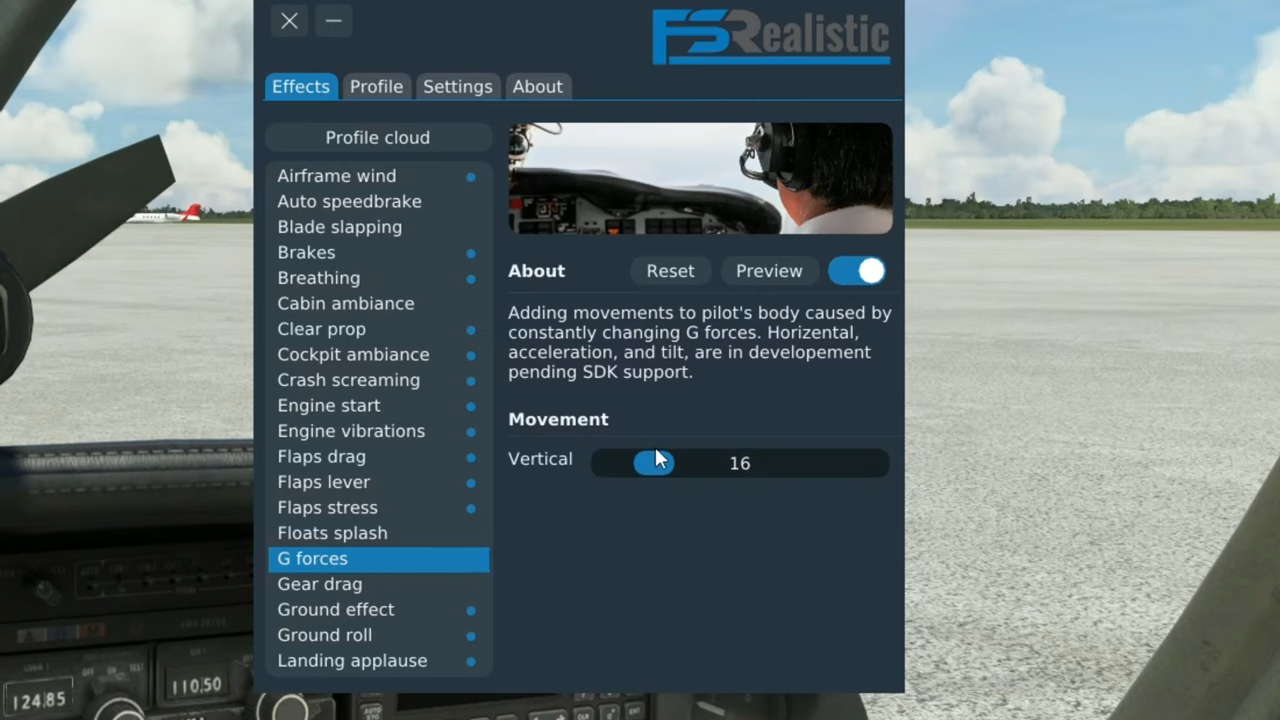 FSRealistic
Effects
Profile
Settings
About
Profile cloud
Airframe wind
Auto speedbrake
Blade slapping
Brakes
Breathing
Cabin ambiance
Clear prop
Cockpit ambiance
Crash screaming
Engine start
Engine vibrations
Flaps drag
Flaps lever
Flaps stress
Floats splash
G forces
Gear drag
Ground effect
Ground roll
Landing applause
About
Reset
Preview
Adding movements to pilot's body caused by
constantly changing G forces. Horizental,
acceleration, and tilt, are in developement
pending SDK support.
Movement
Vertical
16
124.85
110.50